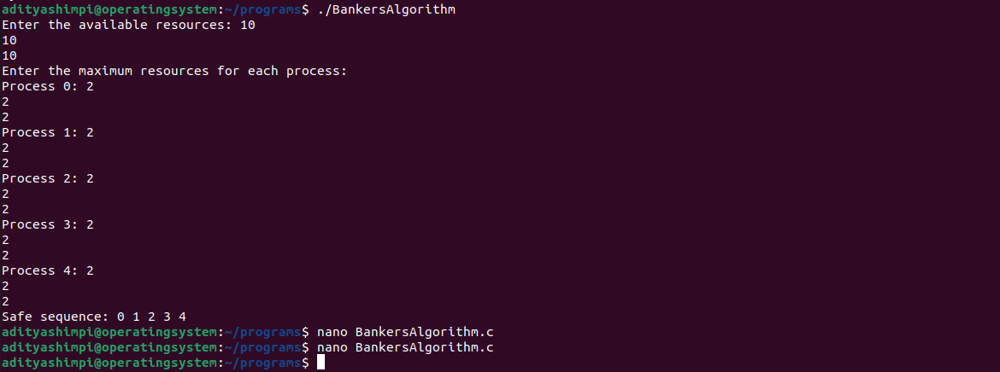 adityashimpi@operatingsystem:~/programs$ ./BankersAlgorithm
Enter the available resources: 10
10
10
Enter the maximum resources for each process:
Process 0: 2
2
2
Process 1: 2
2
2
Process 2: 2
2
2
Process 3: 2
2
2
Process 4: 2
2
2
Safe sequence: 0 1 2 3 4
adityashimpi@operatingsystem:~/programs$ nano BankersAlgorithm.c
adityashimpi@operatingsystem:~/programs$ nano BankersAlgorithm.c
adityashimpi@operatingsystem:~/programs$